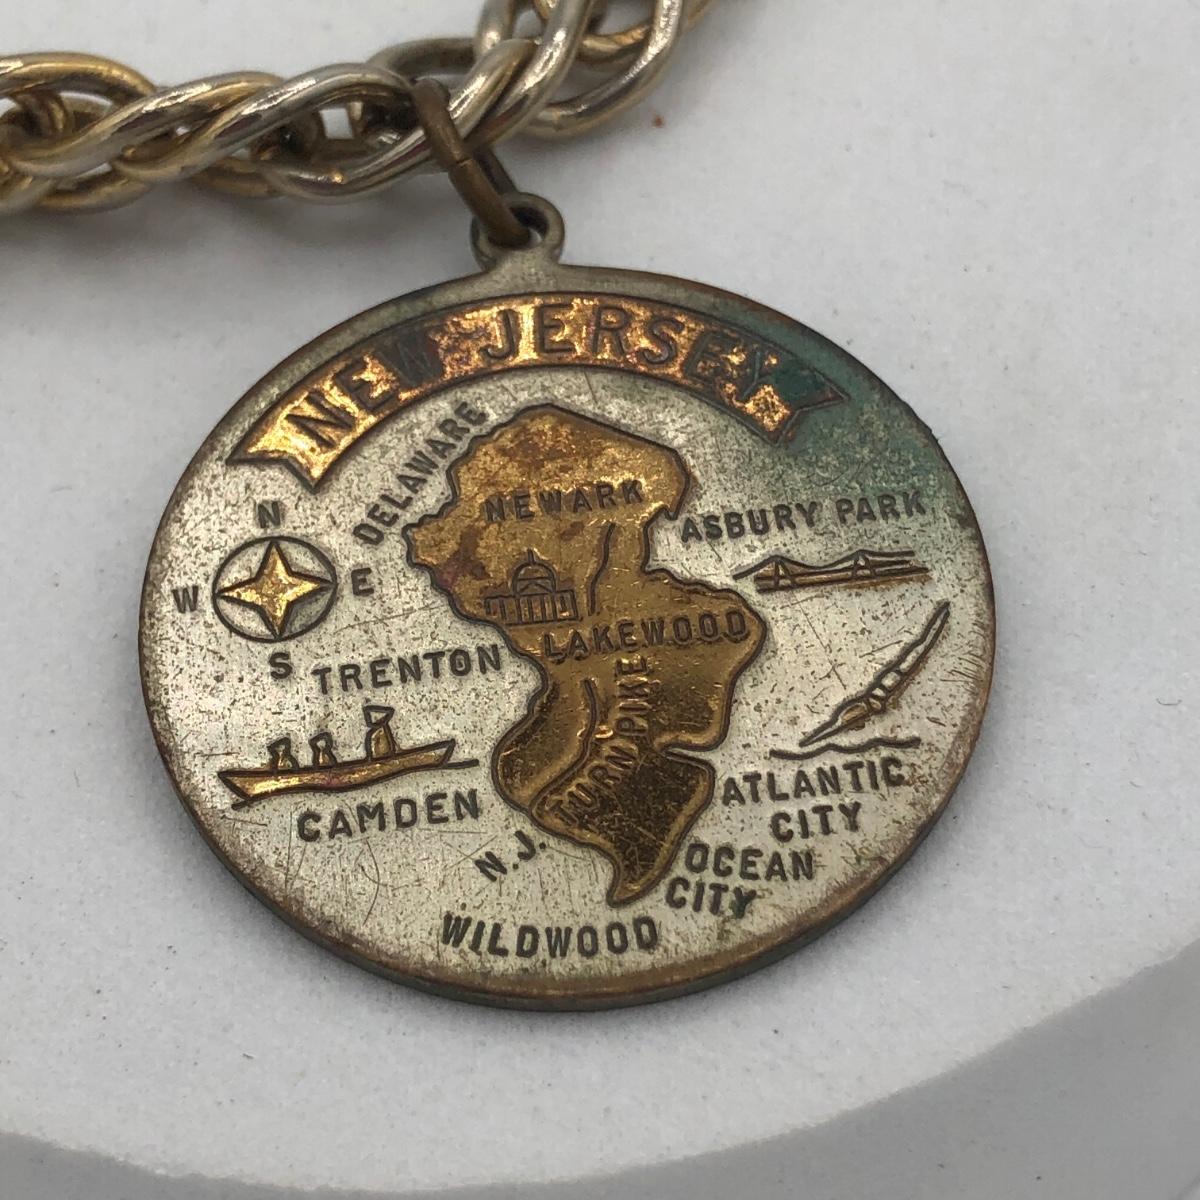 NEW JERSEY
DELAWARE
NEWARK
ASBURY PARK
N
W
E
S
LAKEWOOD
TRENTON
TURNPIKE
CAMDEN
N.J.
ATLANTIC
CITY
OCEAN
CITY
WILDWOOD